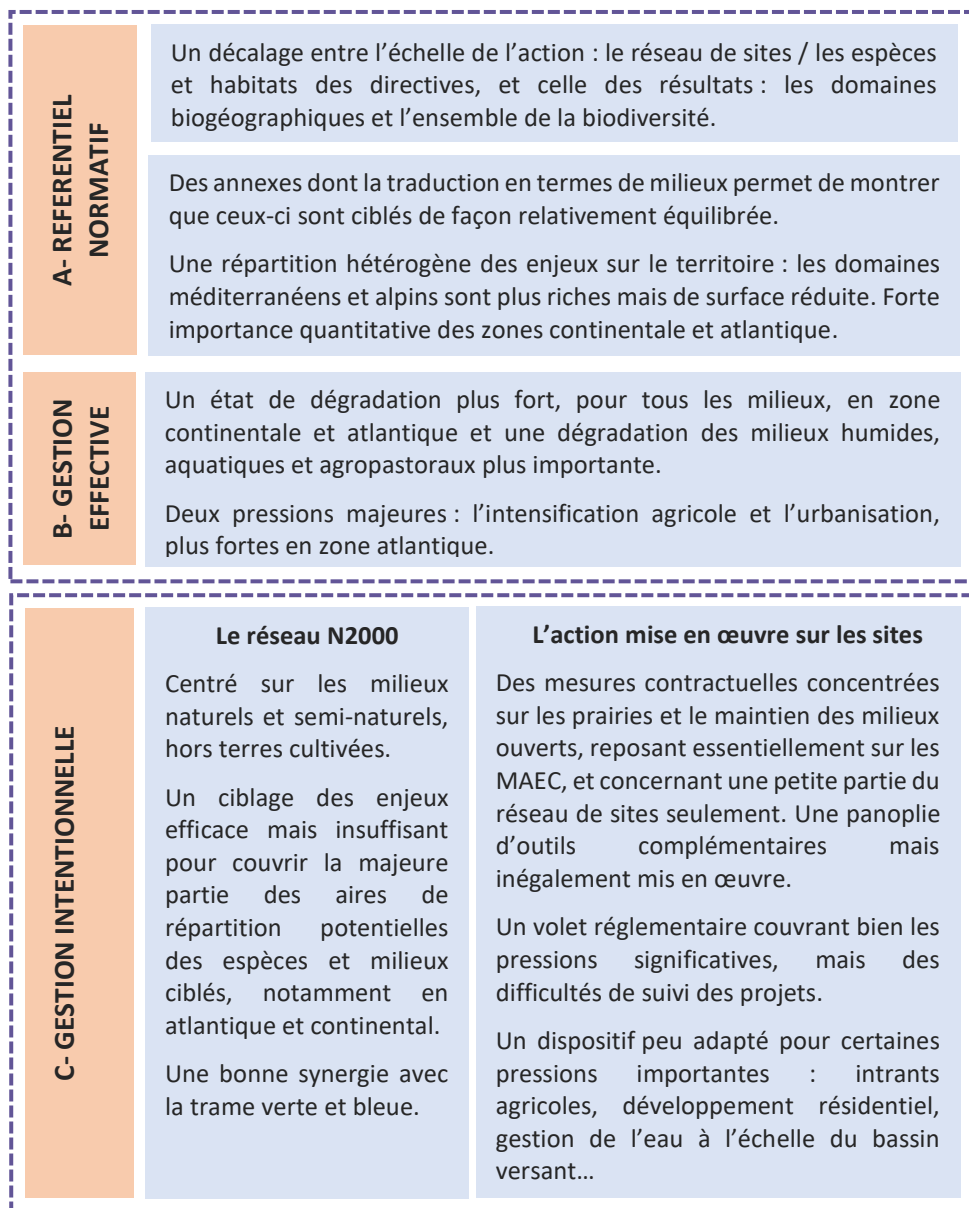 A- REFERENTIEL
NORMATIF
Un décalage entre l’échelle de l’action : le réseau de sites / les espèces
et habitats des directives, et celle des résultats : les domaines
biogéographiques et l’ensemble de la biodiversité.
Des annexes dont la traduction en termes de milieux permet de montrer
que ceux-ci sont ciblés de façon relativement équilibrée.
Une répartition hétérogène des enjeux sur le territoire : les domaines
méditerranéens et alpins sont plus riches mais de surface réduite. Forte
importance quantitative des zones continentale et atlantique.
B- GESTION
EFFECTIVE
Un état de dégradation plus fort, pour tous les milieux, en zone
continentale et atlantique et une dégradation des milieux humides,
aquatiques et agropastoraux plus importante.
Deux pressions majeures : l’intensification agricole et l’urbanisation,
plus fortes en zone atlantique.
C- GESTION INTENTIONNELLE
Le réseau N2000
Centré sur les milieux
naturels et semi-naturels,
hors terres cultivées.
Un ciblage des enjeux
efficace mais insuffisant
pour couvrir la majeure
partie des aires de
répartition potentielles
des espèces et milieux
ciblés, notamment en
atlantique et continental.
Une bonne synergie avec
la trame verte et bleue.
L’action mise en œuvre sur les sites
Des mesures contractuelles concentrées
sur les prairies et le maintien des milieux
ouverts, reposant essentiellement sur les
MAEC, et concernant une petite partie du
réseau de sites seulement. Une panoplie
d’outils complémentaires mais
inégalement mis en œuvre.
Un volet réglementaire couvrant bien les
pressions significatives, mais des
difficultés de suivi des projets.
Un dispositif peu adapté pour certaines
pressions importantes : intrants
agricoles, développement résidentiel,
gestion de l’eau à l’échelle du bassin
versant…